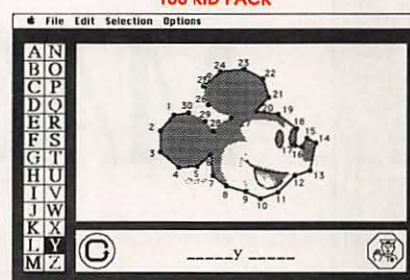 100 KID PACK
File Edit Selection Options
A N
B O
C P
D Q
E R
F S
G T
H U
I V
J W
K X
L Y
M Z
24 23 22
25
26 21
1 30 29 20 19
2 28 27 18
15 14
17 16
3 4 5 6
7 13
8 9 10 11 12
_____y _____